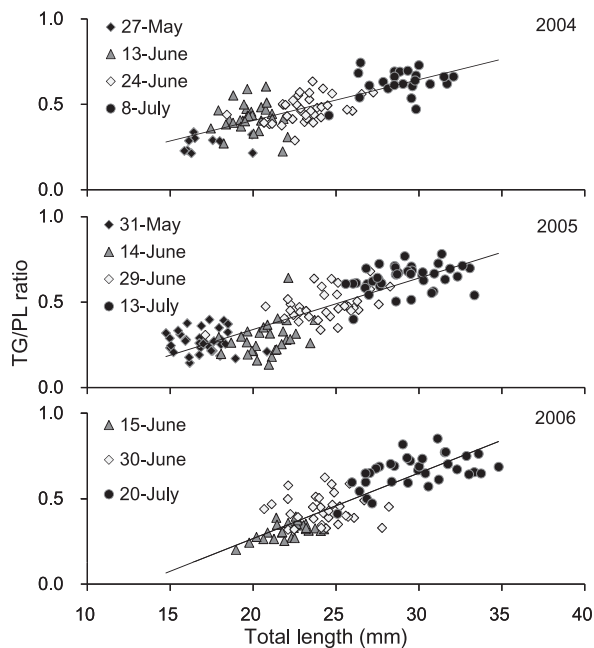 1.0
27-May
2004
13-June
24-June
0.5
8-July
0.0
1.0
31-May
2005
14-June
29-June
0.5
13-July
TG/PL ratio
0.0
1.0
15-June
2006
30-June
20-July
0.5
0.0
10 15 20 25 30 35 40
Total length (mm)